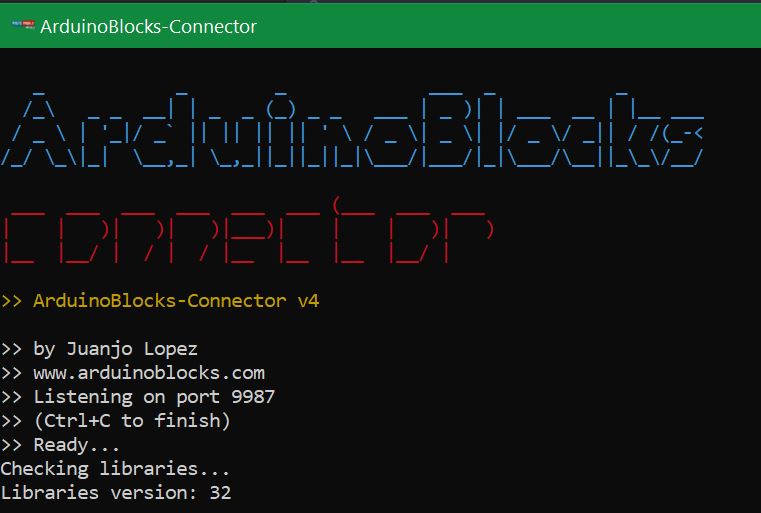 ArduinoBlocks-Connector
ArduinoBlocks
connector
>> ArduinoBlocks-Connector v4
>> by Juanjo Lopez
>> www.arduinoblocks.com
>> Listening on port 9987
>> (Ctrl+C to finish)
>> Ready...
Checking libraries...
Libraries version: 32